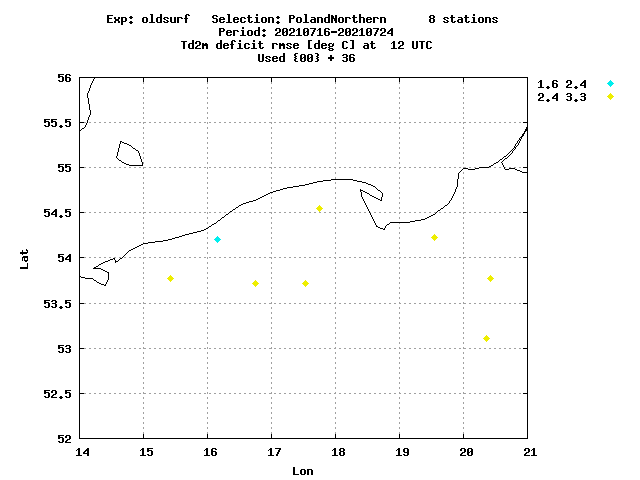 Exp: oldsurf Selection: PolandNorthern 8 stations
Period: 20210716-20210724
Td2m deficit rmse [deg C] at 12 UTC
Used {00} + 36
1.6 2.4
2.4 3.3
56
55.5
55
54.5
54
53.5
53
52.5
52
Lat
14 15 16 17 18 19 20 21
Lon